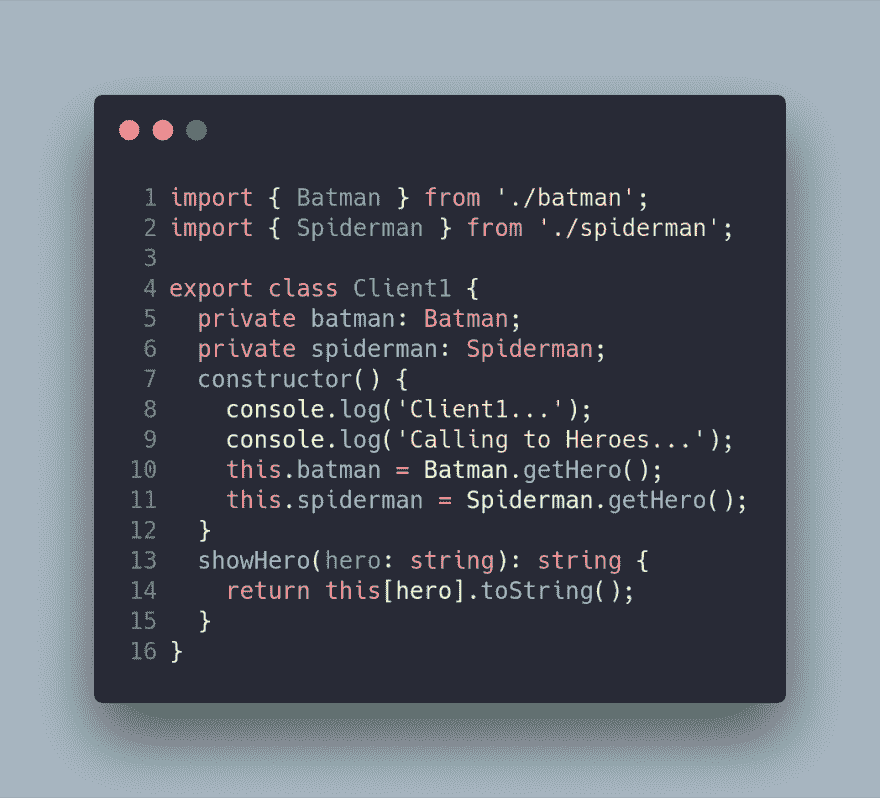 1 import { Batman } from './batman';
2 import { Spiderman } from './spiderman';
3
4 export class Client1 {
5   private batman: Batman;
6   private spiderman: Spiderman;
7   constructor() {
8     console.log('Client1...');
9     console.log('Calling to Heroes...');
10     this.batman = Batman.getHero();
11     this.spiderman = Spiderman.getHero();
12   }
13   showHero(hero: string): string {
14     return this[hero].toString();
15   }
16 }